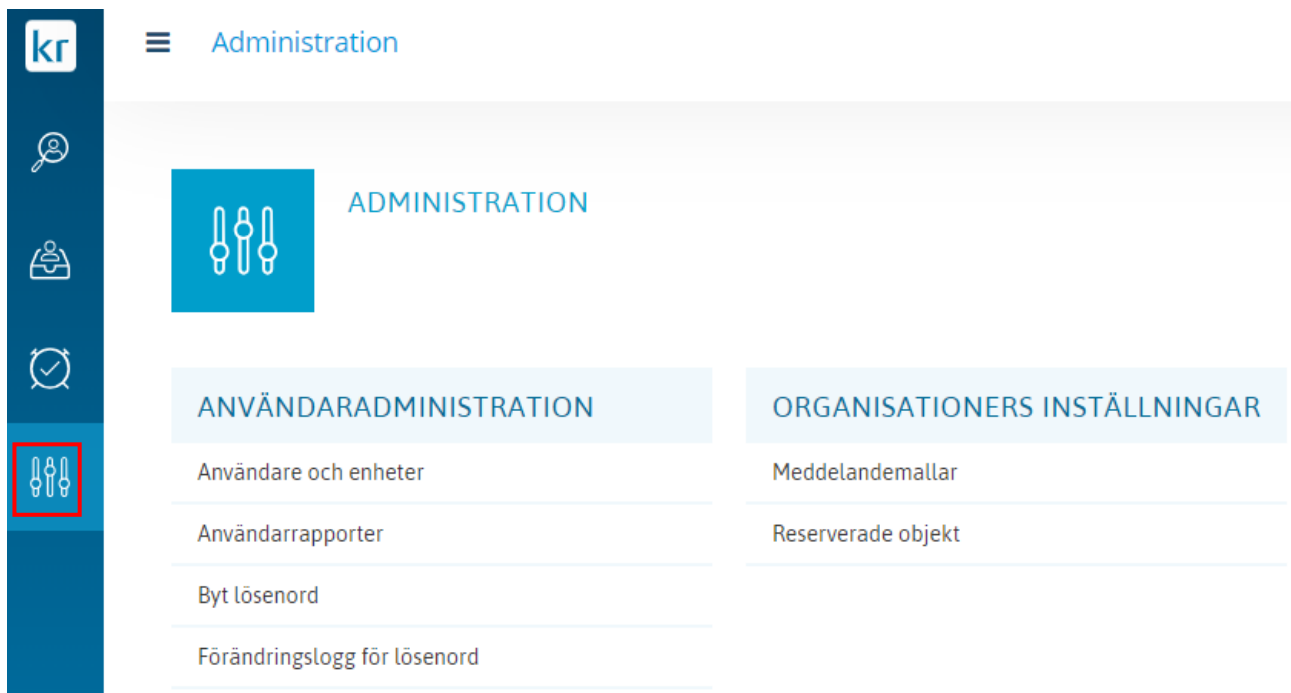 kr
Administration
ADMINISTRATION
ANVÄNDARADMINISTRATION
Användare och enheter
Användarrapporter
Byt lösenord
Förändringslogg för lösenord
ORGANISATIONERS INSTÄLLNINGAR
Meddelandemallar
Reserverade objekt